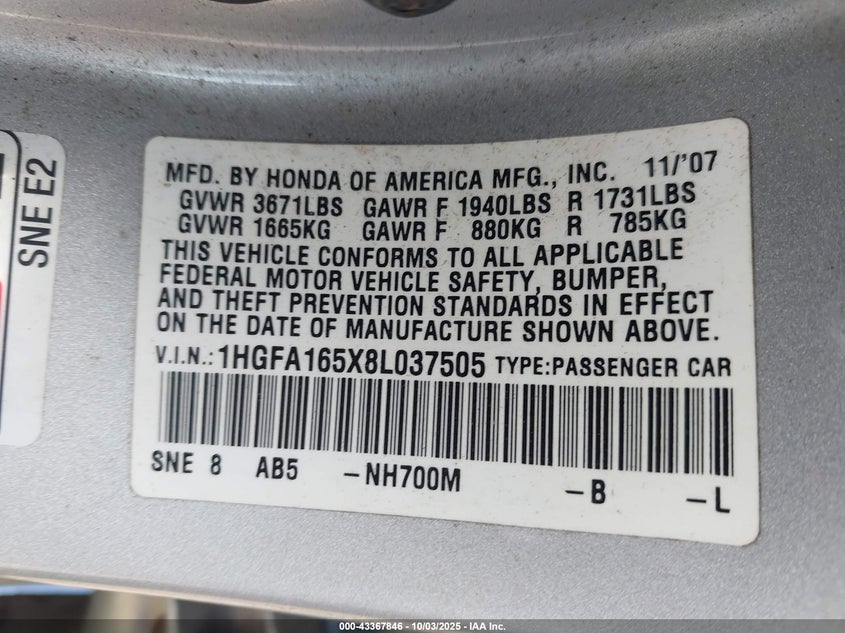 SNE E2
MFD. BY HONDA OF AMERICA MFG., INC. 11/'07
GVWR 3671LBS GAWR F 1940LBS R 1731LBS
GVWR 1665KG GAWR F 880KG R 785KG
THIS VEHICLE CONFORMS TO ALL APPLICABLE
FEDERAL MOTOR VEHICLE SAFETY, BUMPER,
AND THEFT PREVENTION STANDARDS IN EFFECT
ON THE DATE OF MANUFACTURE SHOWN ABOVE.
V.I.N.: 1HGFA165X8L037505 TYPE:PASSENGER CAR
SNE 8 AB5 -NH700M -B -L
000-43367846 - 10/03/2025 - IAA Inc.